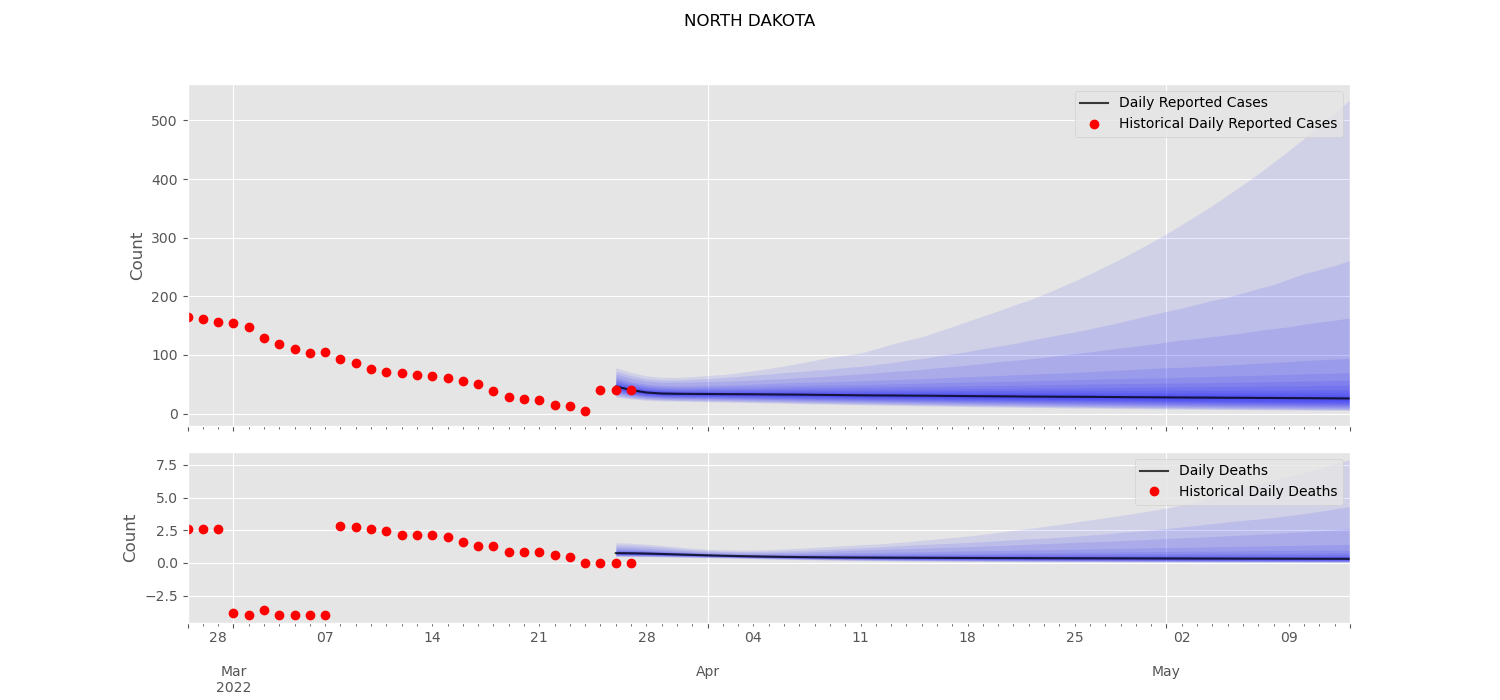 NORTH DAKOTA
Daily Reported Cases
Historical Daily Reported Cases
500
400
300
200
100
0
Count
Daily Deaths
Historical Daily Deaths
7.5
5.0
2.5
0.0
−2.5
Count
28 07 14 21 28 04 11 18 25 02 09
Mar Apr May
2022